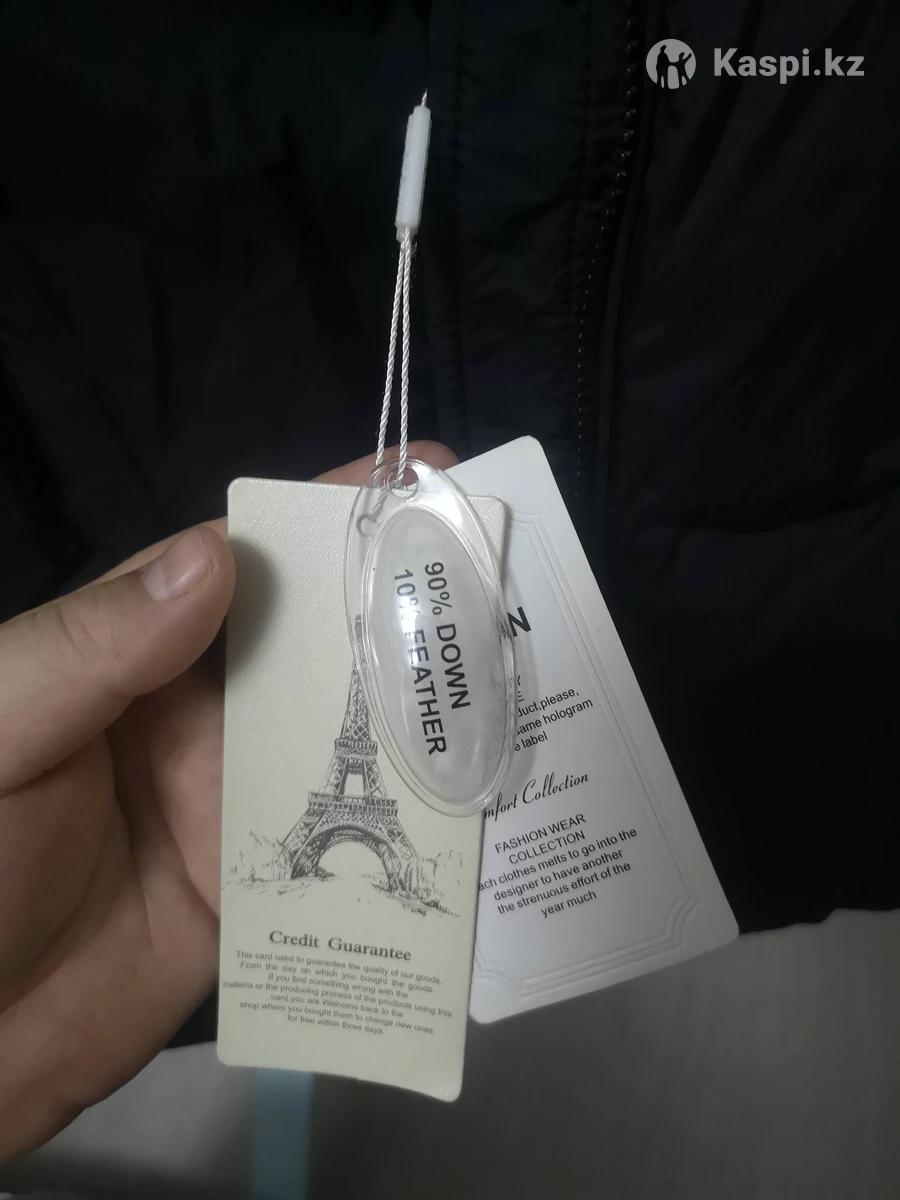 Kaspi.kz
90% DOWN
10% FEATHER
Credit Guarantee
This card used to guarantee the quality of our goods.
From the day on which you bought the goods.
If you find something wrong with the
materia or the producing process of the products using this
card,you are Welcome back to the
shop where you bought them to change new ones
for free within three days.
please,
same hologram
label
Collection
FASHION WEAR
COLLECTION
clothes melts to go into the
designer to have another
the strenuous effort of the
year much